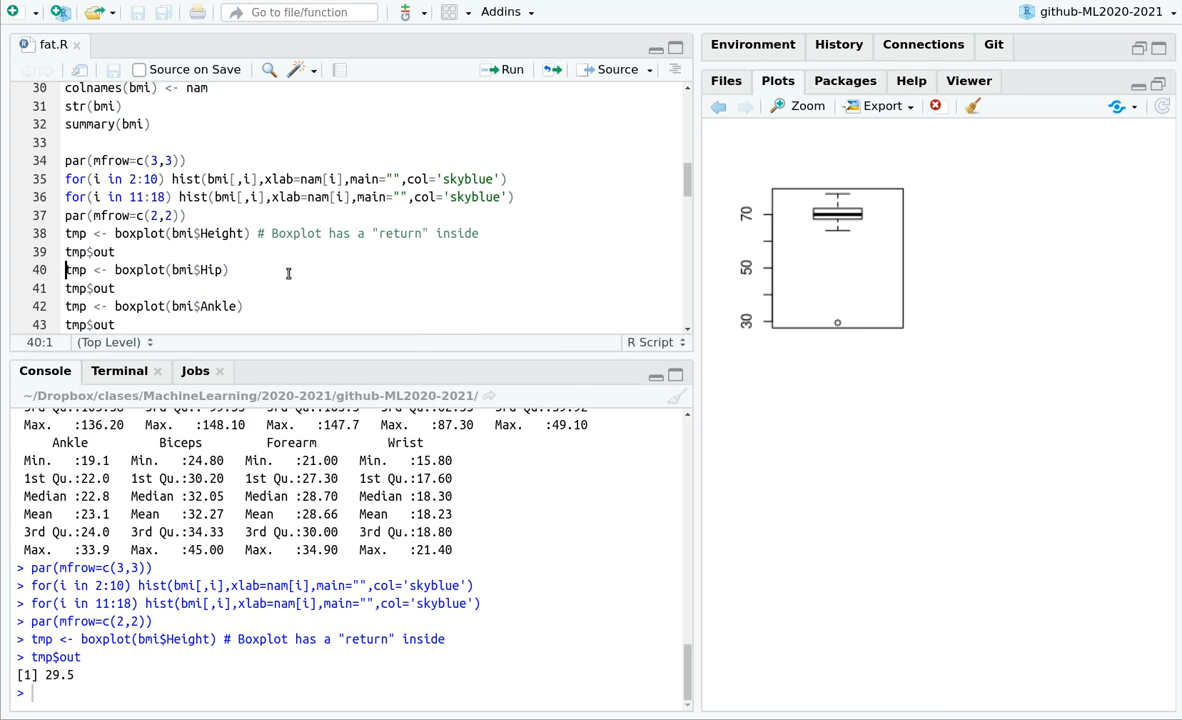 Go to file/function
Addins
github-ML2020-2021
fat.R
Source on Save
Run
Source
30 colnames(bmi) <- nam
31 str(bmi)
32 summary(bmi)
33
34 par(mfrow=c(3,3))
35 for(i in 2:10) hist(bmi[,i],xlab=nam[i],main="",col='skyblue')
36 for(i in 11:18) hist(bmi[,i],xlab=nam[i],main="",col='skyblue')
37 par(mfrow=c(2,2))
38 tmp <- boxplot(bmi$Height) # Boxplot has a "return" inside
39 tmp$out
40 tmp <- boxplot(bmi$Hip)
41 tmp$out
42 tmp <- boxplot(bmi$Ankle)
43 tmp$out
40:1 (Top Level) R Script
Console Terminal Jobs
~/Dropbox/clases/MachineLearning/2020-2021/github-ML2020-2021/
Max. :136.20 Max. :148.10 Max. :147.7 Max. :87.30 Max. :49.10
Ankle Biceps Forearm Wrist
Min. :19.1 Min. :24.80 Min. :21.00 Min. :15.80
1st Qu.:22.0 1st Qu.:30.20 1st Qu.:27.30 1st Qu.:17.60
Median :22.8 Median :32.05 Median :28.70 Median :18.30
Mean :23.1 Mean :32.27 Mean :28.66 Mean :18.23
3rd Qu.:24.0 3rd Qu.:34.33 3rd Qu.:30.00 3rd Qu.:18.80
Max. :33.9 Max. :45.00 Max. :34.90 Max. :21.40
> par(mfrow=c(3,3))
> for(i in 2:10) hist(bmi[,i],xlab=nam[i],main="",col='skyblue')
> for(i in 11:18) hist(bmi[,i],xlab=nam[i],main="",col='skyblue')
> par(mfrow=c(2,2))
> tmp <- boxplot(bmi$Height) # Boxplot has a "return" inside
> tmp$out
[1] 29.5
>
Environment History Connections Git
Files Plots Packages Help Viewer
Zoom Export
70
50
30